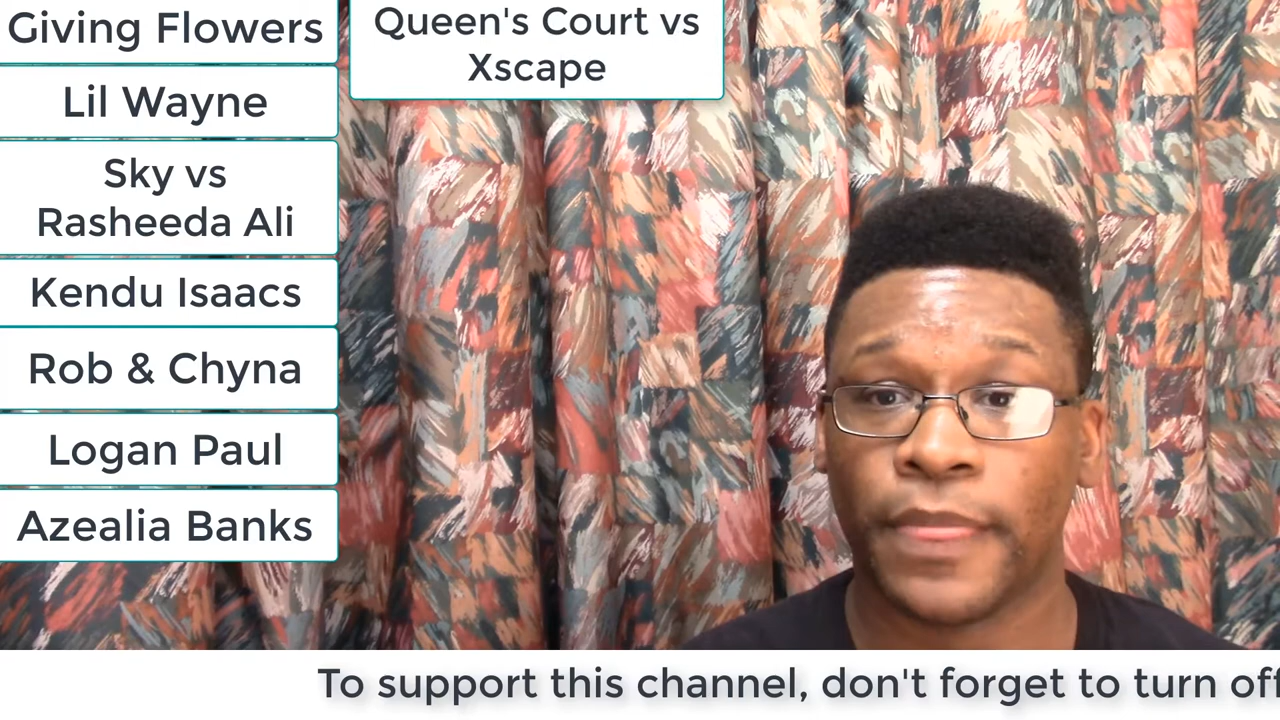 Giving Flowers
Lil Wayne
Sky vs
Rasheeda Ali
Kendu Isaacs
Rob & Chyna
Logan Paul
Azealia Banks
Queen's Court vs
Xscape
To support this channel, don't forget to turn off